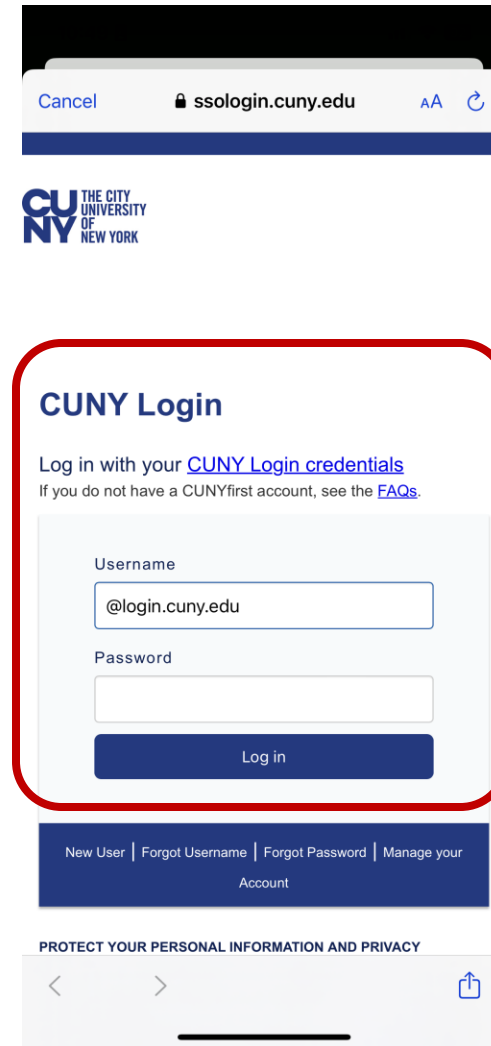 Cancel ssologin.cuny.edu AA
CU THE CITY
UNIVERSITY
NY OF
NEW YORK
CUNY Login
Log in with your CUNY Login credentials
If you do not have a CUNYfirst account, see the FAQs.
Username
@login.cuny.edu
Password
Log in
New User | Forgot Username | Forgot Password | Manage your
Account
PROTECT YOUR PERSONAL INFORMATION AND PRIVACY